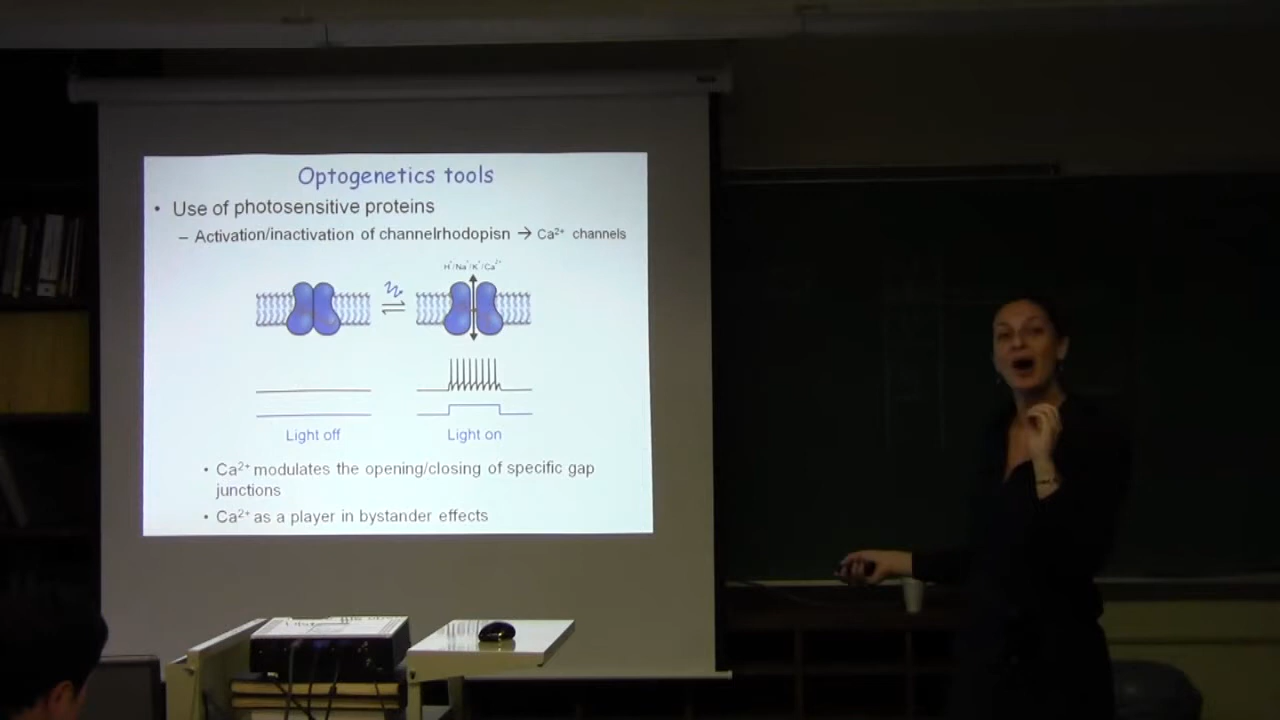 Optogenetics tools
• Use of photosensitive proteins
– Activation/inactivation of channelrhodopisn → Ca²⁺ channels
H⁺/Na⁺/K⁺/Ca²⁺
Light off
Light on
• Ca²⁺ modulates the opening/closing of specific gap
junctions
• Ca²⁺ as a player in bystander effects